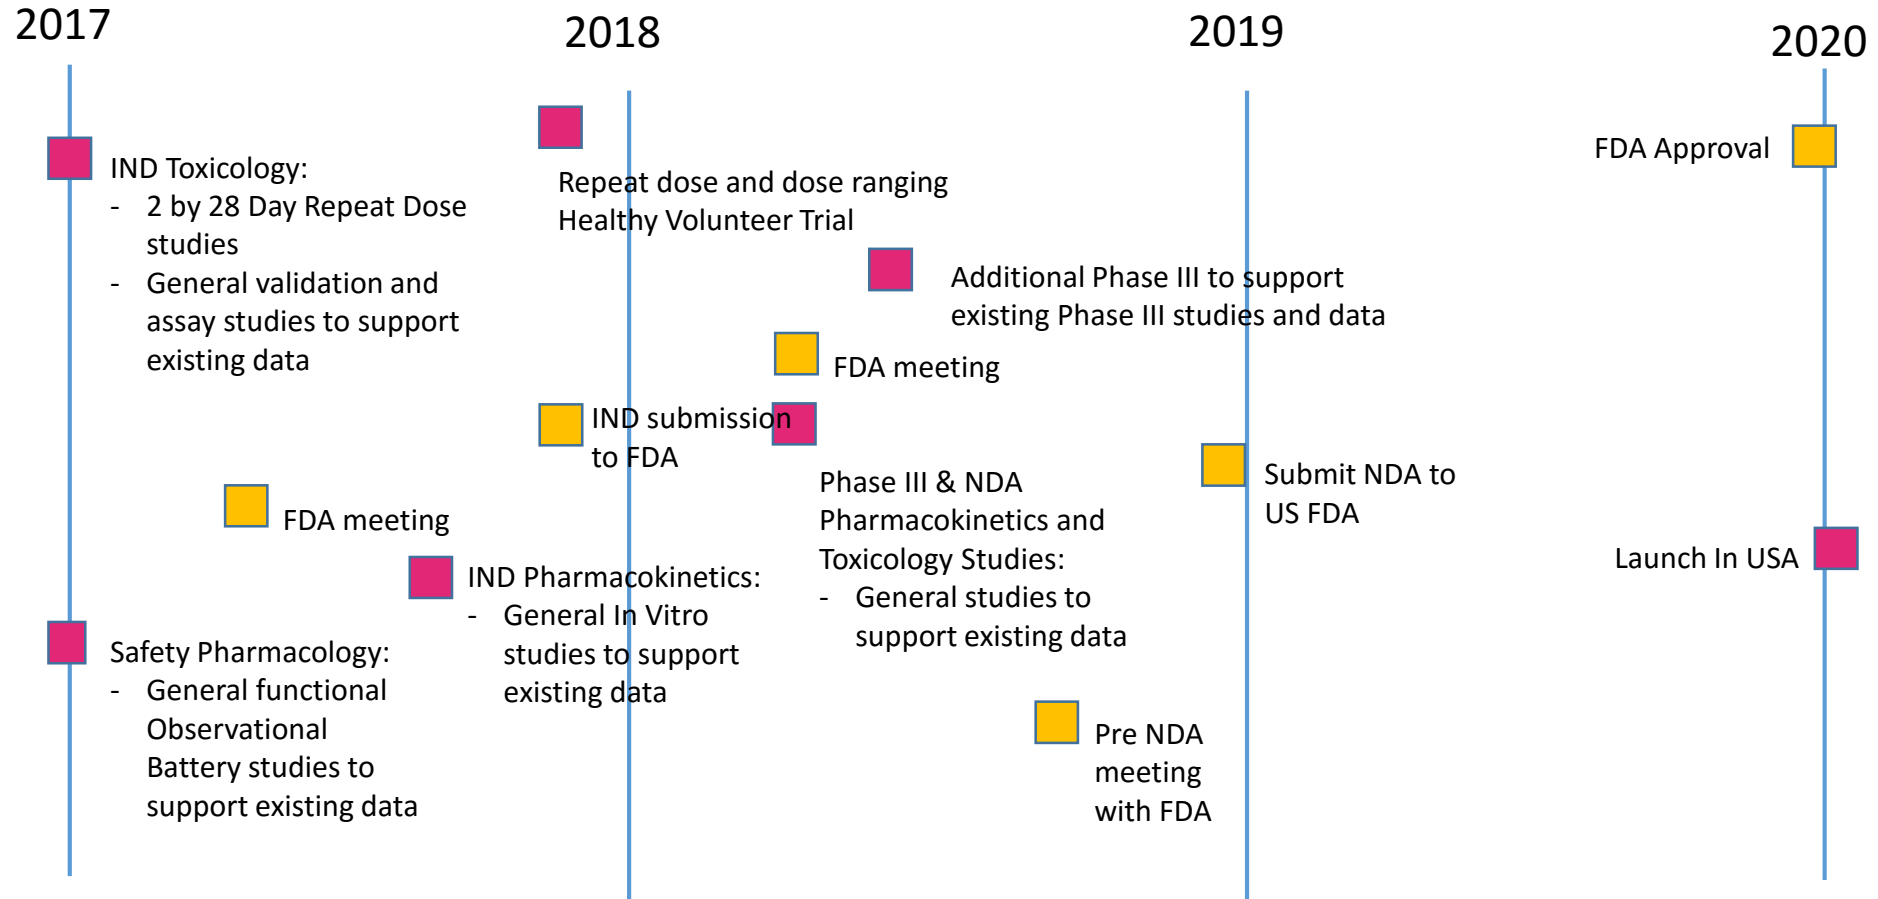 2017
2018
2019
2020
IND Toxicology:
- 2 by 28 Day Repeat Dose
studies
- General validation and
assay studies to support
existing data
Repeat dose and dose ranging
Healthy Volunteer Trial
FDA Approval
Additional Phase III to support
existing Phase III studies and data
FDA meeting
IND submission
to FDA
FDA meeting
Phase III & NDA
Pharmacokinetics and
Toxicology Studies:
- General studies to
support existing data
Submit NDA to
US FDA
Launch In USA
IND Pharmacokinetics:
- General In Vitro
studies to support
existing data
Safety Pharmacology:
- General functional
Observational
Battery studies to
support existing data
Pre NDA
meeting
with FDA